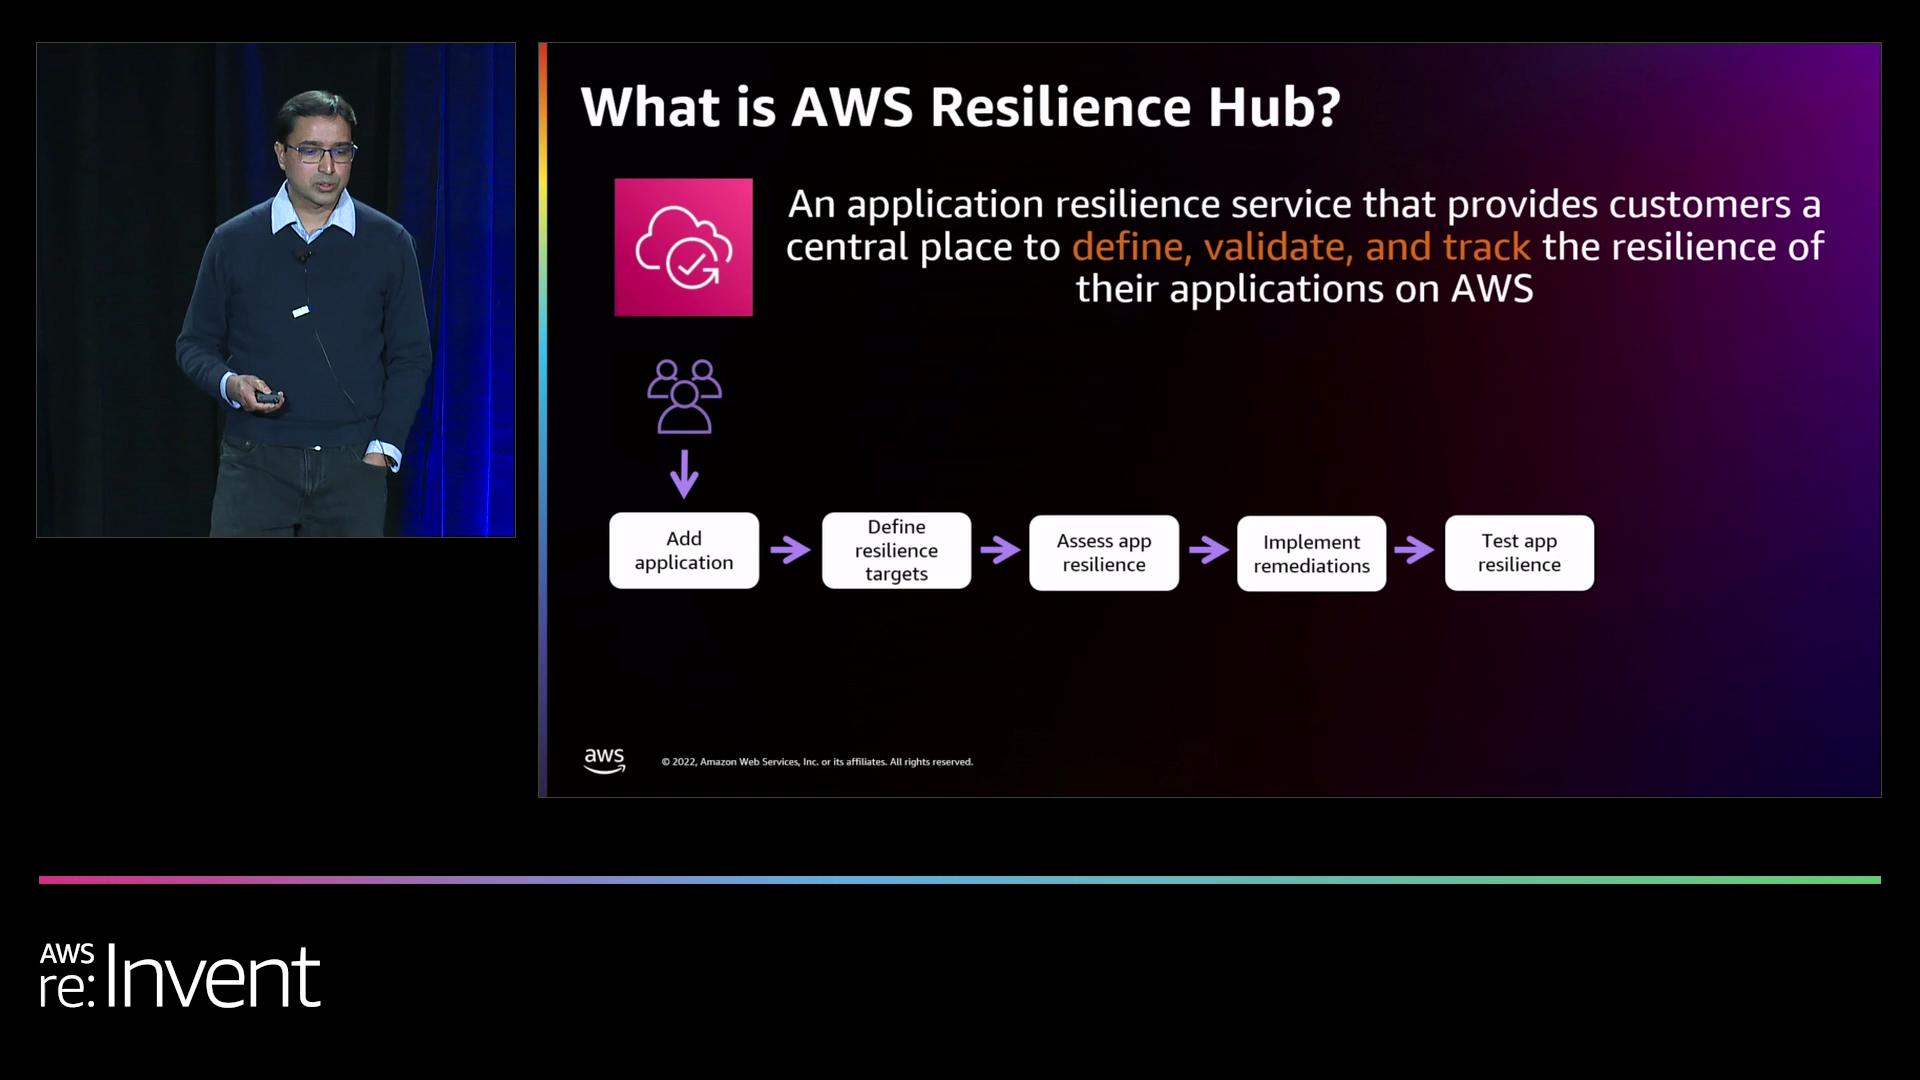 What is AWS Resilience Hub?
An application resilience service that provides customers a
central place to define, validate, and track the resilience of
their applications on AWS
Add
application
Define
resilience
targets
Assess app
resilience
Implement
remediations
Test app
resilience
aws
© 2022, Amazon Web Services, Inc. or its affiliates. All rights reserved.
AWS
re:Invent